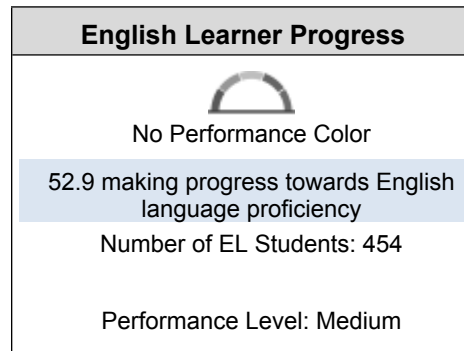 English Learner Progress
No Performance Color
52.9 making progress towards English
language proficiency
Number of EL Students: 454
Performance Level: Medium